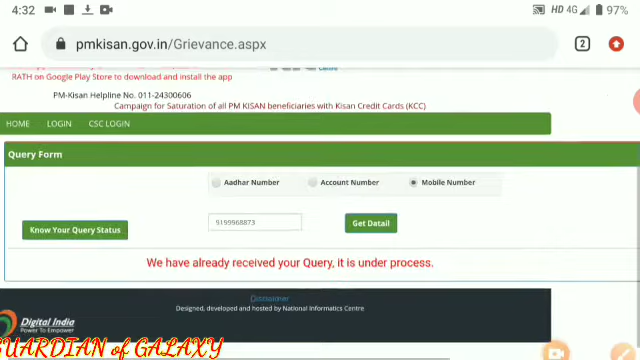 4:32 HD 4G 97%
pmkisan.gov.in/Grievance.aspx 2
RATH on Google Play Store to download and install the app
PM-Kisan Helpline No. 011-24300606
Campaign for Saturation of all PM KISAN beneficiaries with Kisan Credit Cards (KCC)
HOME LOGIN CSC LOGIN
Query Form
Aadhar Number Account Number Mobile Number
9199968873 Get Datail
Know Your Query Status
We have already received your Query, it is under process.
Designed, developed and hosted by National Informatics Centre
Digital India
Power To Empower
GUARDIAN of GALAXY